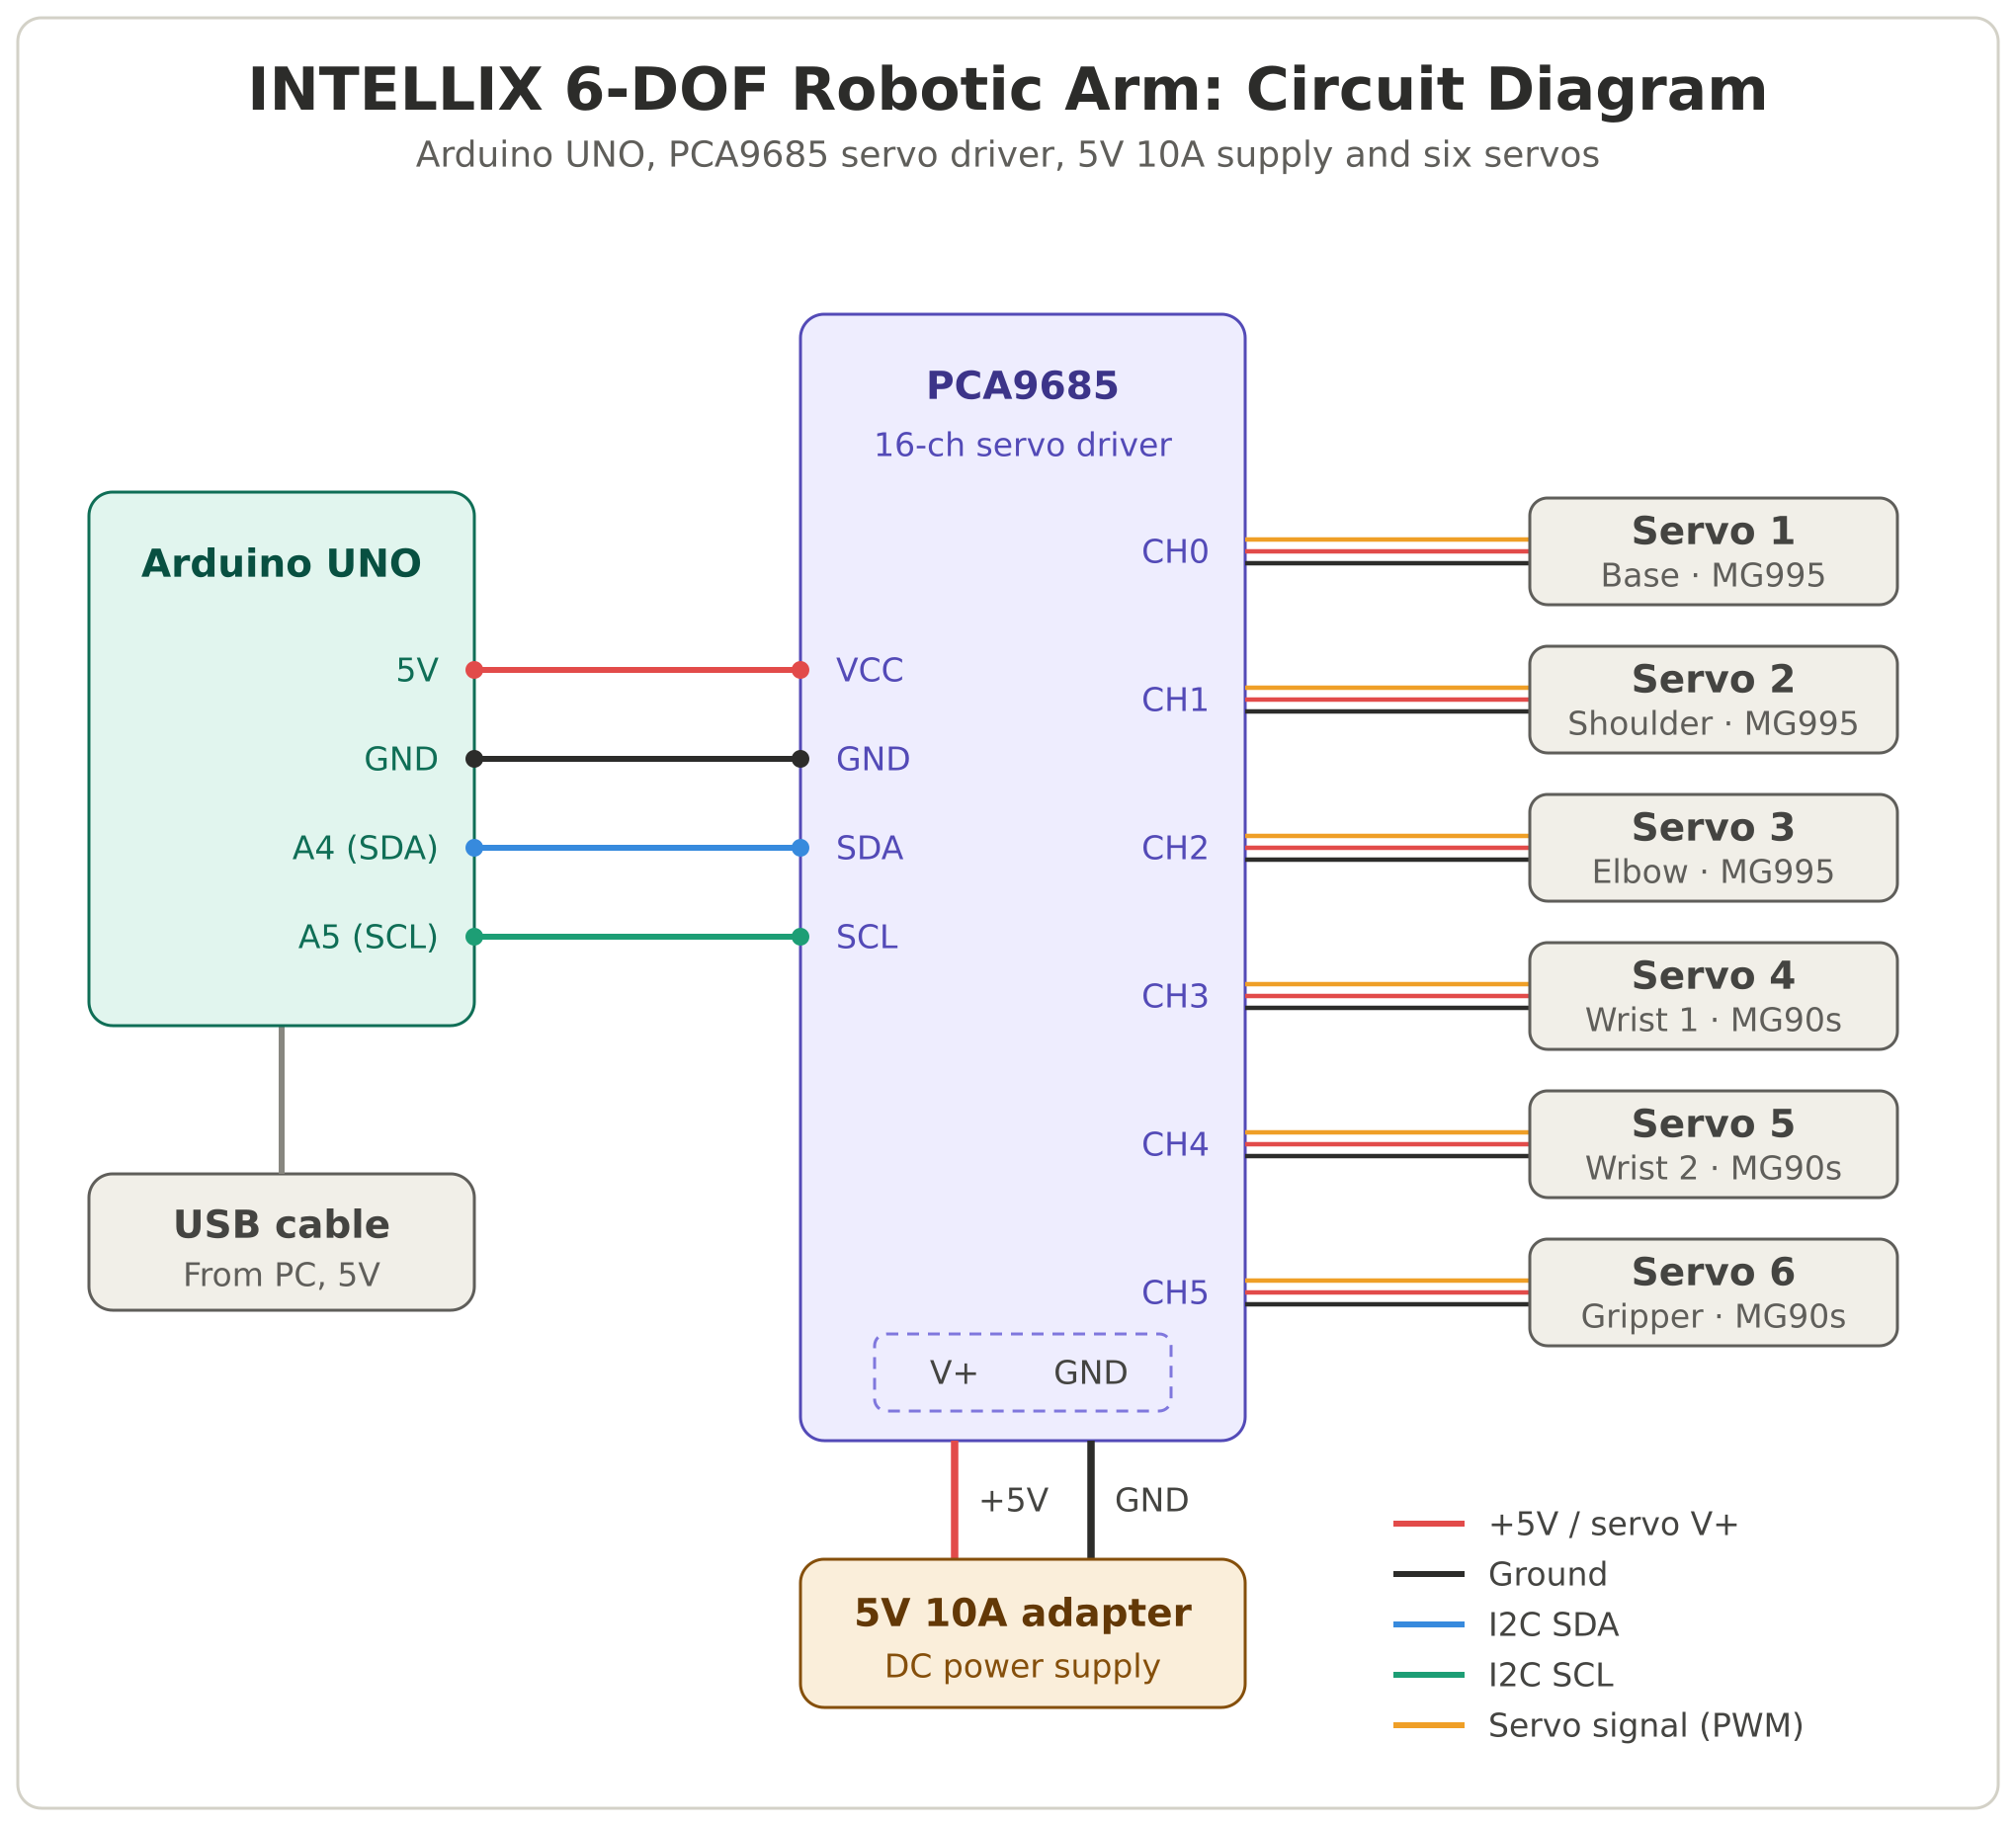 INTELLIX 6-DOF Robotic Arm: Circuit Diagram
Arduino UNO, PCA9685 servo driver, 5V 10A supply and six servos
Arduino UNO
5V
GND
A4 (SDA)
A5 (SCL)
USB cable
From PC, 5V
PCA9685
16-ch servo driver
VCC
GND
SDA
SCL
CH0
CH1
CH2
CH3
CH4
CH5
V+ GND
+5V GND
5V 10A adapter
DC power supply
Servo 1
Base · MG995
Servo 2
Shoulder · MG995
Servo 3
Elbow · MG995
Servo 4
Wrist 1 · MG90s
Servo 5
Wrist 2 · MG90s
Servo 6
Gripper · MG90s
+5V / servo V+
Ground
I2C SDA
I2C SCL
Servo signal (PWM)